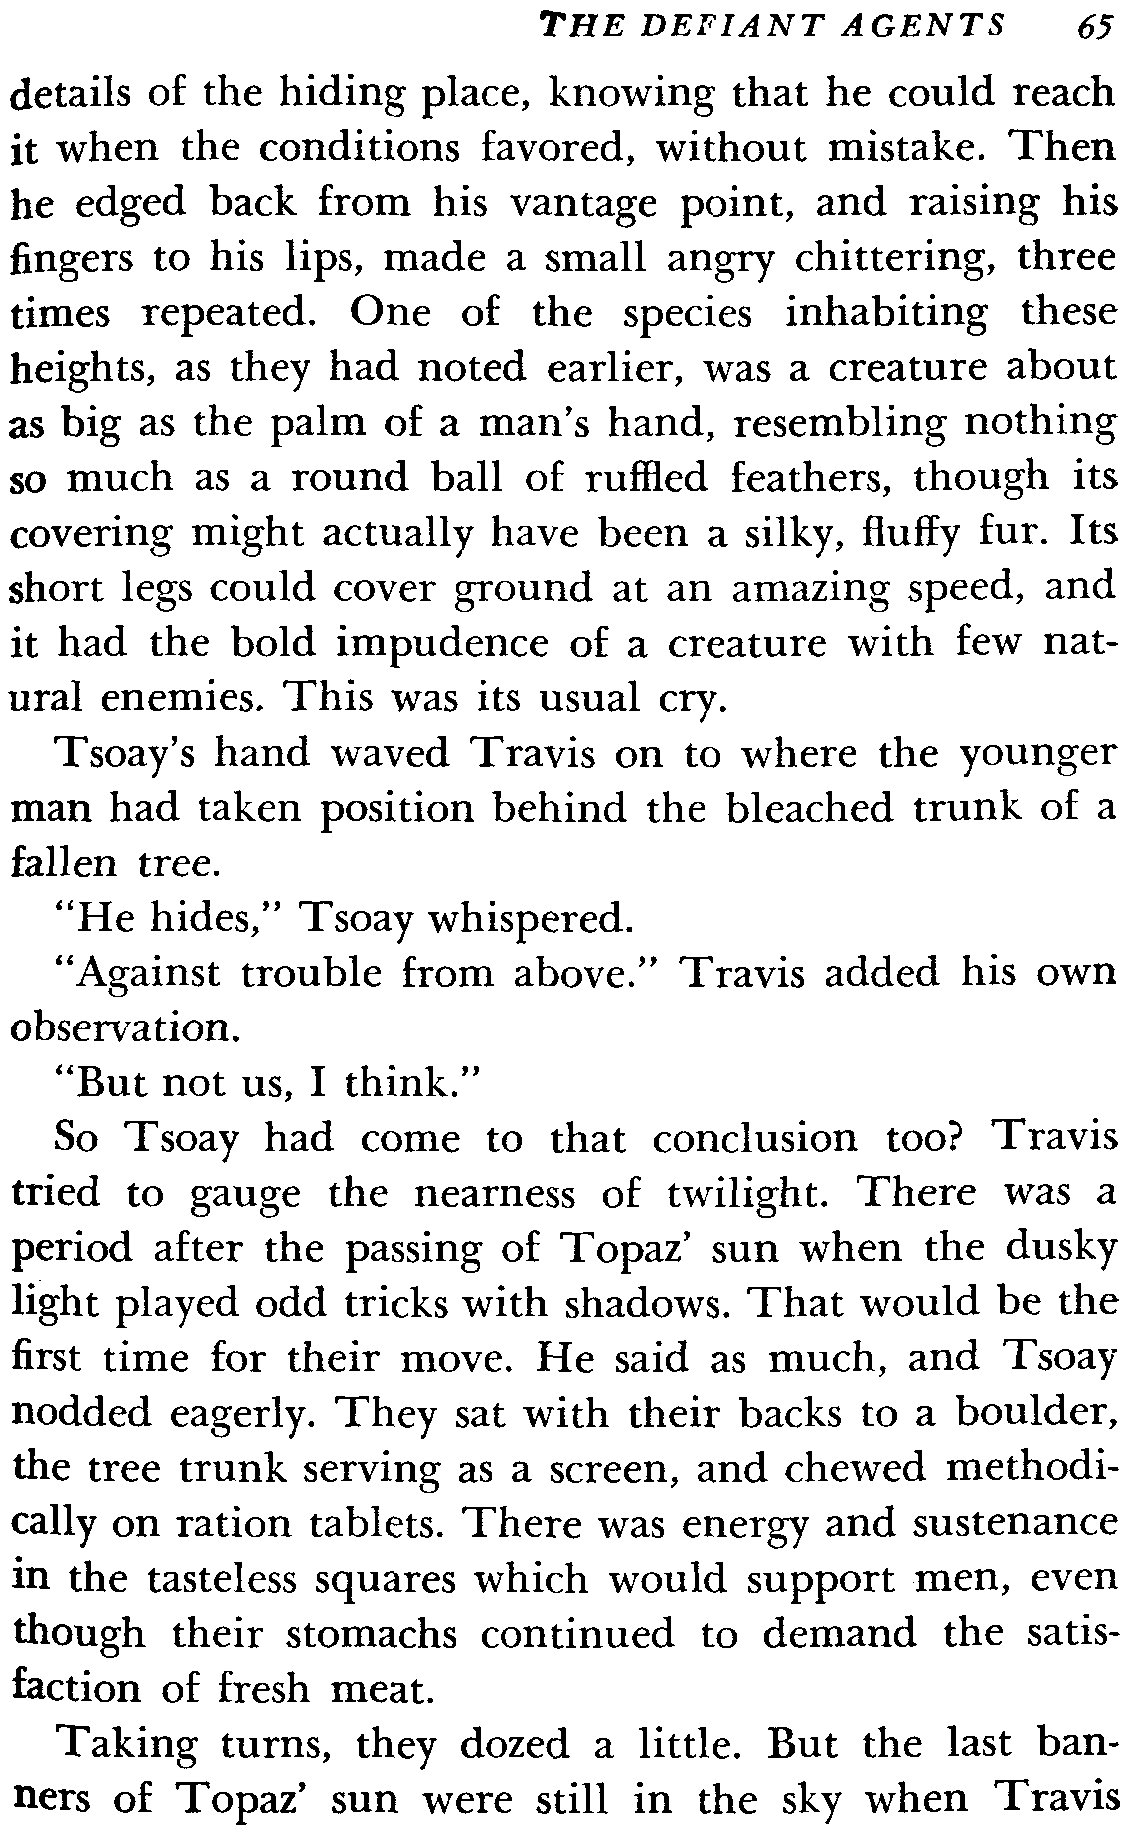 THE DEFIANT AGENTS 65
details of the hiding place, knowing that he could reach
it when the conditions favored, without mistake. Then
he edged back from his vantage point, and raising his
fingers to his lips, made a small angry chittering, three
times repeated. One of the species inhabiting these
heights, as they had noted earlier, was a creature about
as big as the palm of a man's hand, resembling nothing
so much as a round ball of ruffled feathers, though its
covering might actually have been a silky, fluffy fur. Its
short legs could cover ground at an amazing speed, and
it had the bold impudence of a creature with few nat-
ural enemies. This was its usual cry.
Tsoay's hand waved Travis on to where the younger
man had taken position behind the bleached trunk of a
fallen tree.
"He hides," Tsoay whispered.
"Against trouble from above." Travis added his own
observation.
"But not us, I think."
So Tsoay had come to that conclusion too? Travis
tried to gauge the nearness of twilight. There was a
period after the passing of Topaz' sun when the dusky
light played odd tricks with shadows. That would be the
first time for their move. He said as much, and Tsoay
nodded eagerly. They sat with their backs to a boulder,
the tree trunk serving as a screen, and chewed methodi-
cally on ration tablets. There was energy and sustenance
in the tasteless squares which would support men, even
though their stomachs continued to demand the satis-
faction of fresh meat.
Taking turns, they dozed a little. But the last ban-
ners of Topaz' sun were still in the sky when Travis